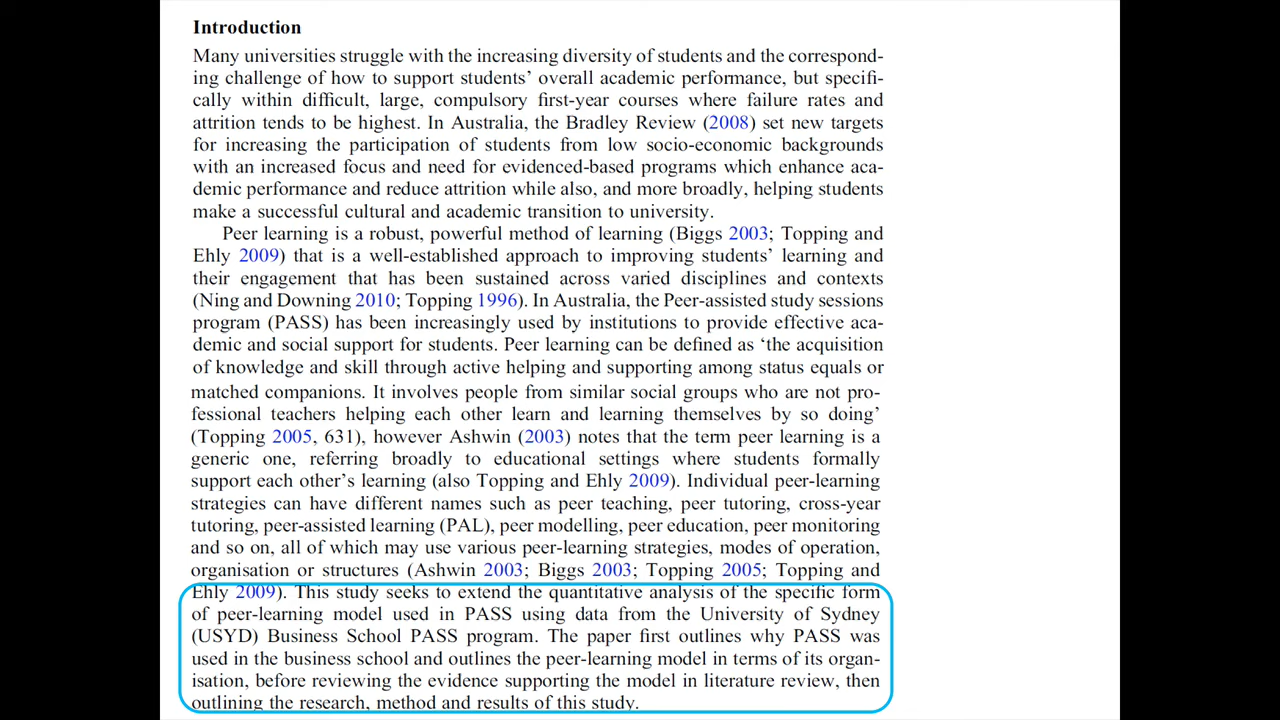 Introduction
Many universities struggle with the increasing diversity of students and the correspond-
ing challenge of how to support students’ overall academic performance, but specifi-
cally within difficult, large, compulsory first-year courses where failure rates and
attrition tends to be highest. In Australia, the Bradley Review (2008) set new targets
for increasing the participation of students from low socio-economic backgrounds
with an increased focus and need for evidenced-based programs which enhance aca-
demic performance and reduce attrition while also, and more broadly, helping students
make a successful cultural and academic transition to university.
Peer learning is a robust, powerful method of learning (Biggs 2003; Topping and
Ehly 2009) that is a well-established approach to improving students’ learning and
their engagement that has been sustained across varied disciplines and contexts
(Ning and Downing 2010; Topping 1996). In Australia, the Peer-assisted study sessions
program (PASS) has been increasingly used by institutions to provide effective aca-
demic and social support for students. Peer learning can be defined as ‘the acquisition
of knowledge and skill through active helping and supporting among status equals or
matched companions. It involves people from similar social groups who are not pro-
fessional teachers helping each other learn and learning themselves by so doing’
(Topping 2005, 631), however Ashwin (2003) notes that the term peer learning is a
generic one, referring broadly to educational settings where students formally
support each other’s learning (also Topping and Ehly 2009). Individual peer-learning
strategies can have different names such as peer teaching, peer tutoring, cross-year
tutoring, peer-assisted learning (PAL), peer modelling, peer education, peer monitoring
and so on, all of which may use various peer-learning strategies, modes of operation,
organisation or structures (Ashwin 2003; Biggs 2003; Topping 2005; Topping and
Ehly 2009). This study seeks to extend the quantitative analysis of the specific form
of peer-learning model used in PASS using data from the University of Sydney
(USYD) Business School PASS program. The paper first outlines why PASS was
used in the business school and outlines the peer-learning model in terms of its organ-
isation, before reviewing the evidence supporting the model in literature review, then
outlining the research, method and results of this study.